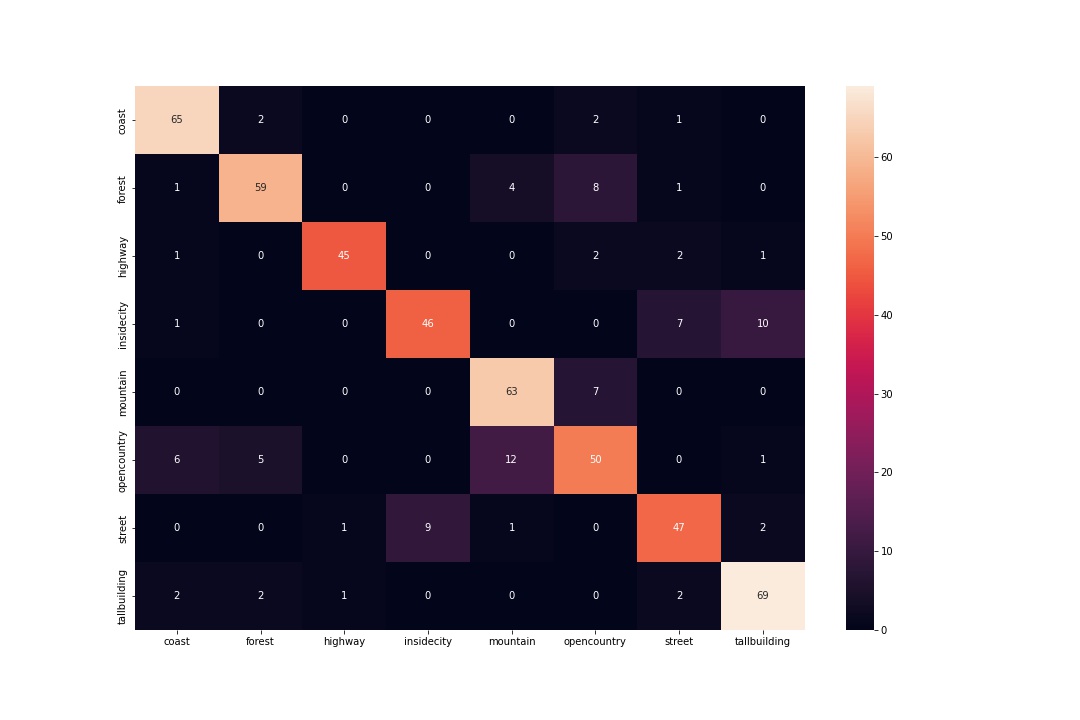 coast 65 2 0 0 0 2 1 0
forest 1 59 0 0 4 8 1 0
highway 1 0 45 0 0 2 2 1
insidecity 1 0 0 46 0 0 7 10
mountain 0 0 0 0 63 7 0 0
opencountry 6 5 0 0 12 50 0 1
street 0 0 1 9 1 0 47 2
tallbuilding 2 2 1 0 0 0 2 69
coast forest highway insidecity mountain opencountry street tallbuilding
60
50
40
30
20
10
0